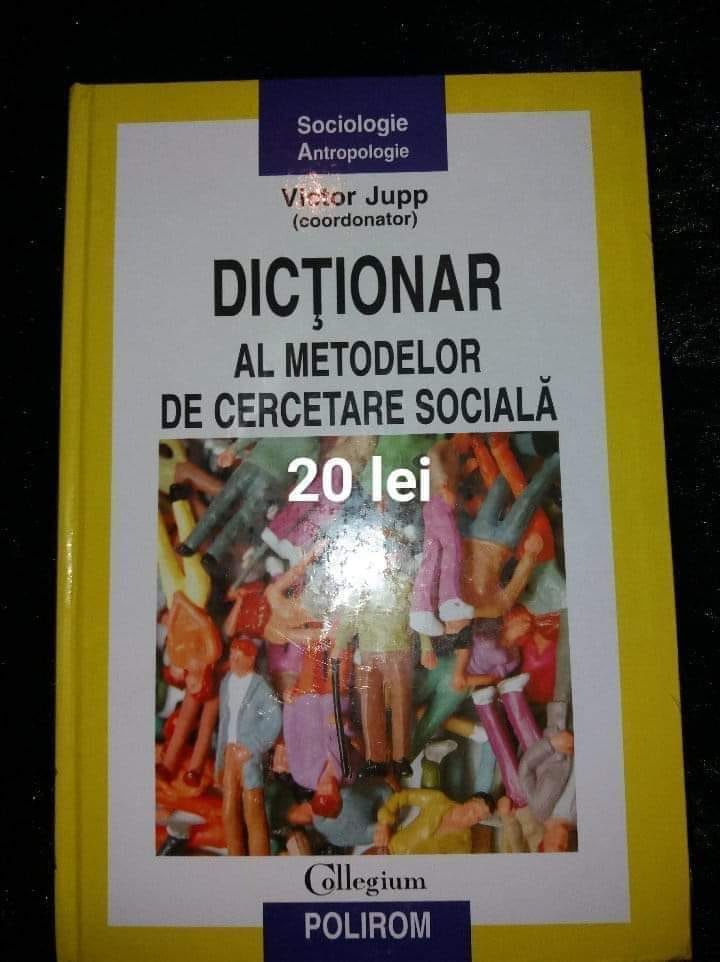 Sociologie
Antropologie
Victor Jupp
(coordonator)
DICŢIONAR
AL METODELOR
DE CERCETARE SOCIALĂ
20 lei
Collegium
POLIROM